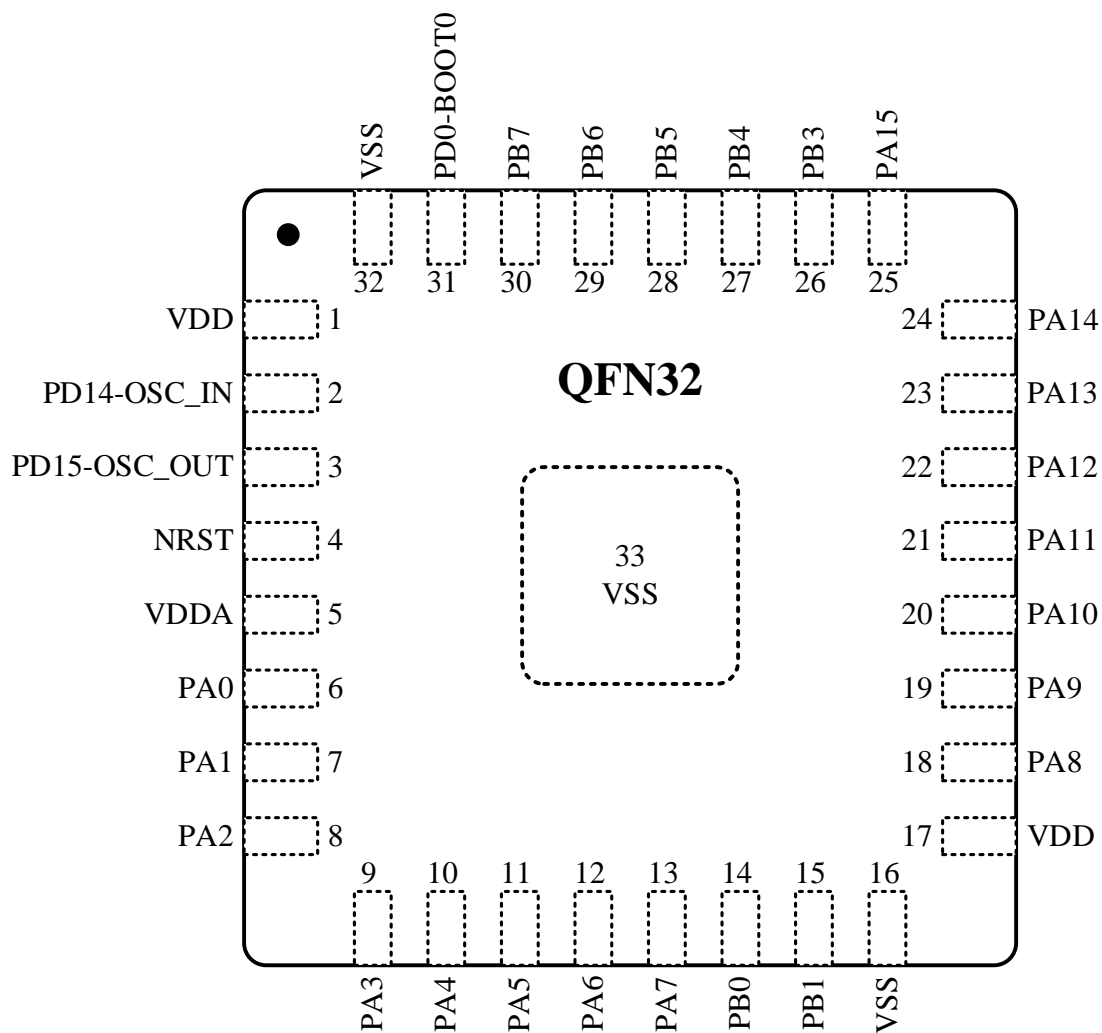 VSS
PD0-BOOT0
PB7
PB6
PB5
PB4
PB3
PA15
32
31
30
29
28
27
26
25
VDD 1
24 PA14
QFN32
PD14-OSC_IN 2
23 PA13
PD15-OSC_OUT 3
22 PA12
NRST 4
21 PA11
33
VSS
VDDA 5
20 PA10
PA0 6
19 PA9
PA1 7
18 PA8
PA2 8
17 VDD
9
10
11
12
13
14
15
16
PA3
PA4
PA5
PA6
PA7
PB0
PB1
VSS